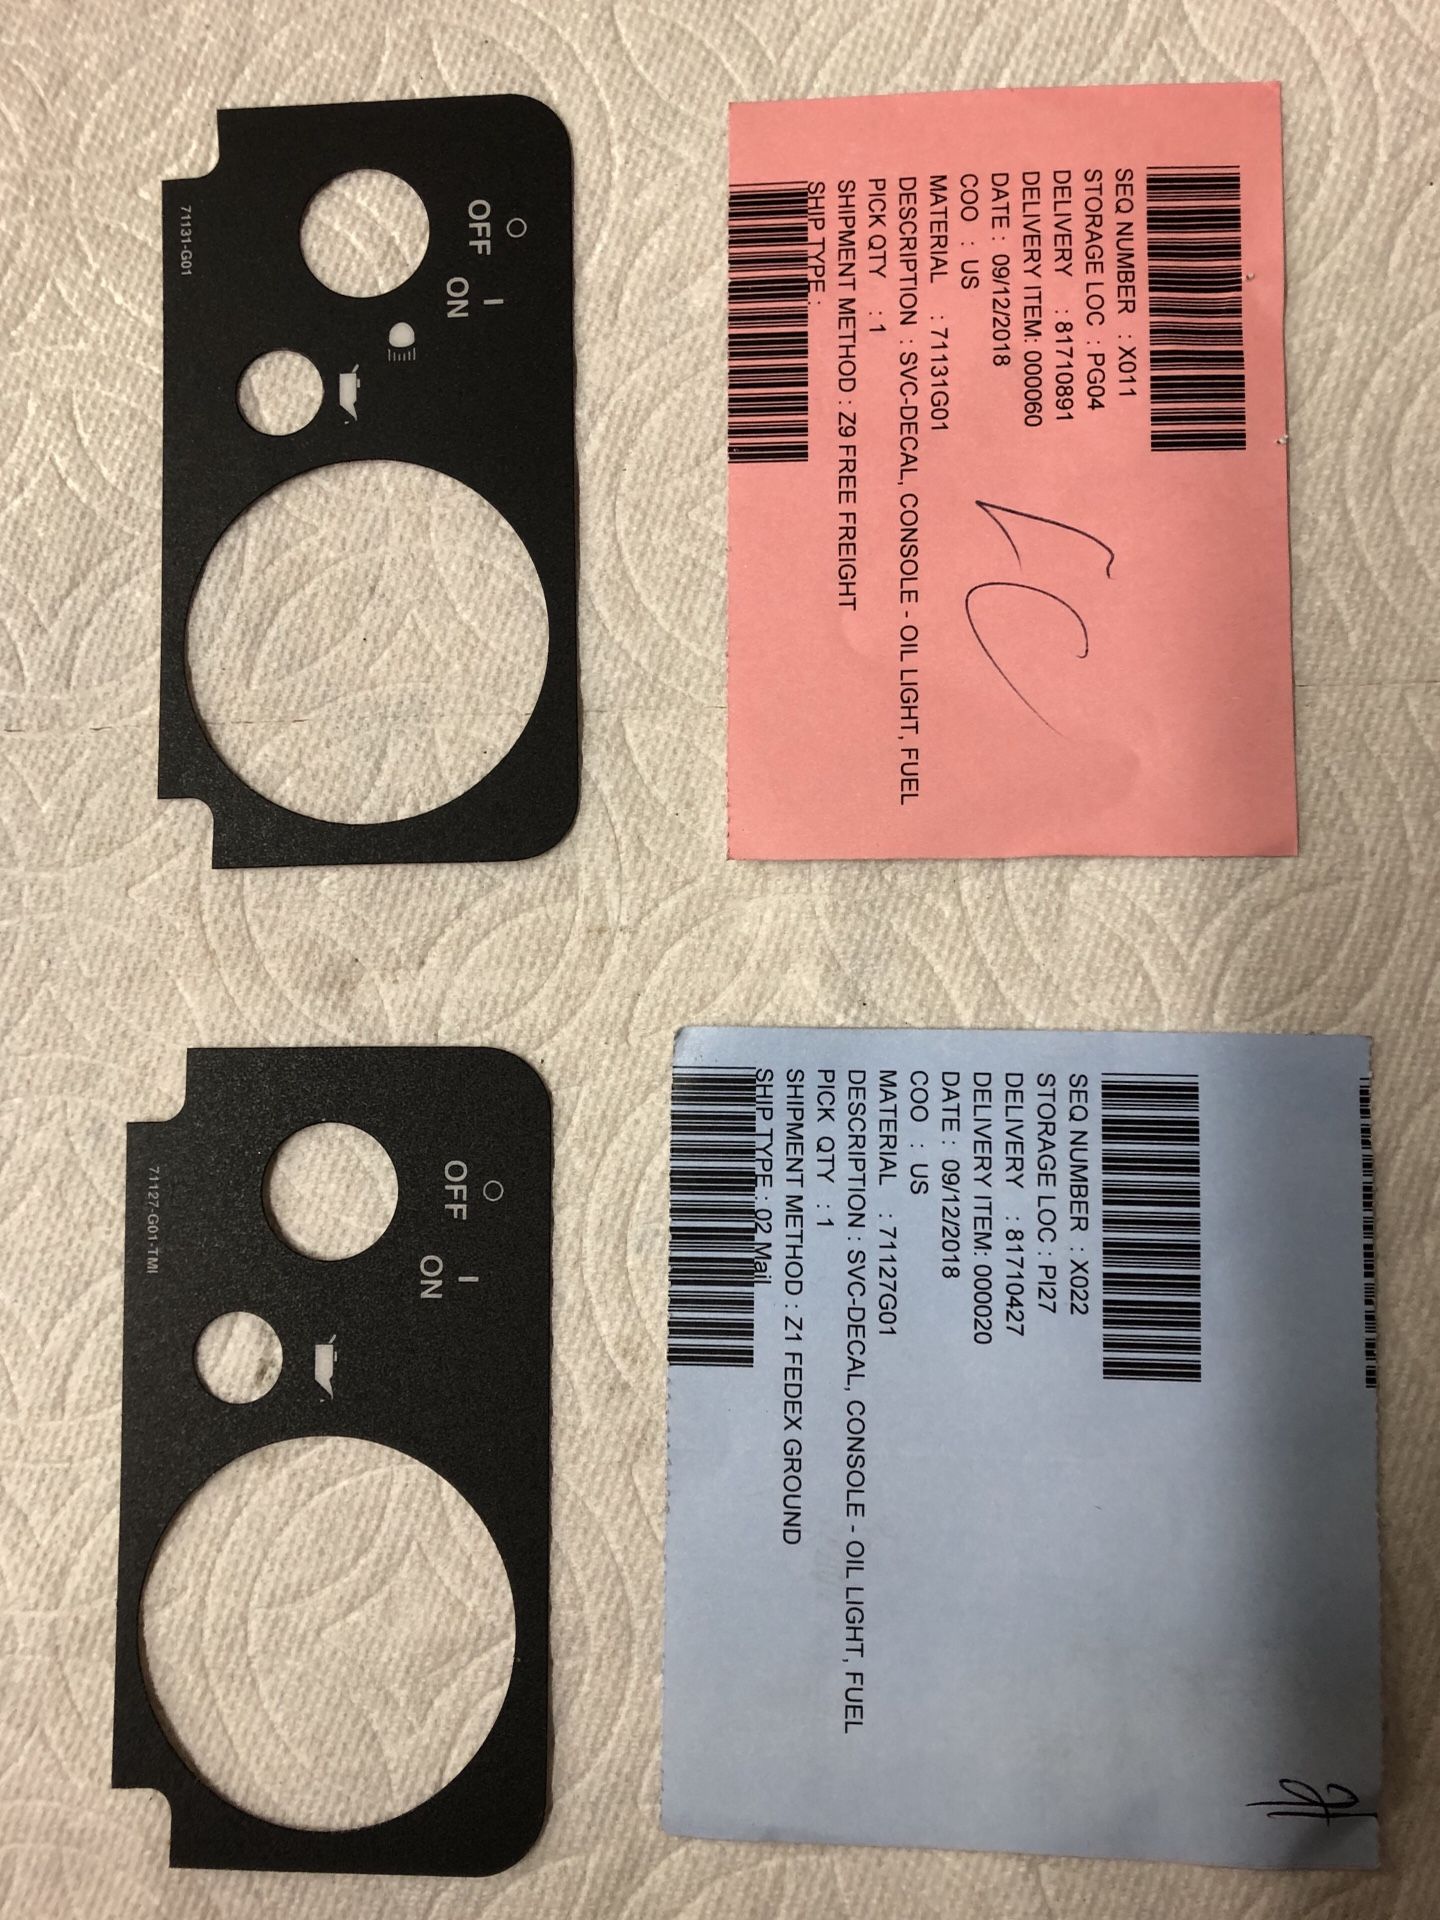 OFF
ON
71131-G01
SEQ NUMBER : X011
STORAGE LOC : PG04
DELIVERY : 81710891
DELIVERY ITEM: 000060
DATE : 09/12/2018
COO : US
MATERIAL : 71131G01
DESCRIPTION : SVC-DECAL, CONSOLE - OIL LIGHT, FUEL
PICK QTY : 1
SHIPMENT METHOD : Z9 FREE FREIGHT
SHIP TYPE :
OFF
ON
71127-G01-TMI
SEQ NUMBER : X022
STORAGE LOC : PI27
DELIVERY : 81710427
DELIVERY ITEM: 000020
DATE : 09/12/2018
COO : US
MATERIAL : 71127G01
DESCRIPTION : SVC-DECAL, CONSOLE - OIL LIGHT, FUEL
PICK QTY : 1
SHIPMENT METHOD : Z1 FEDEX GROUND
SHIP TYPE : 02 Mail